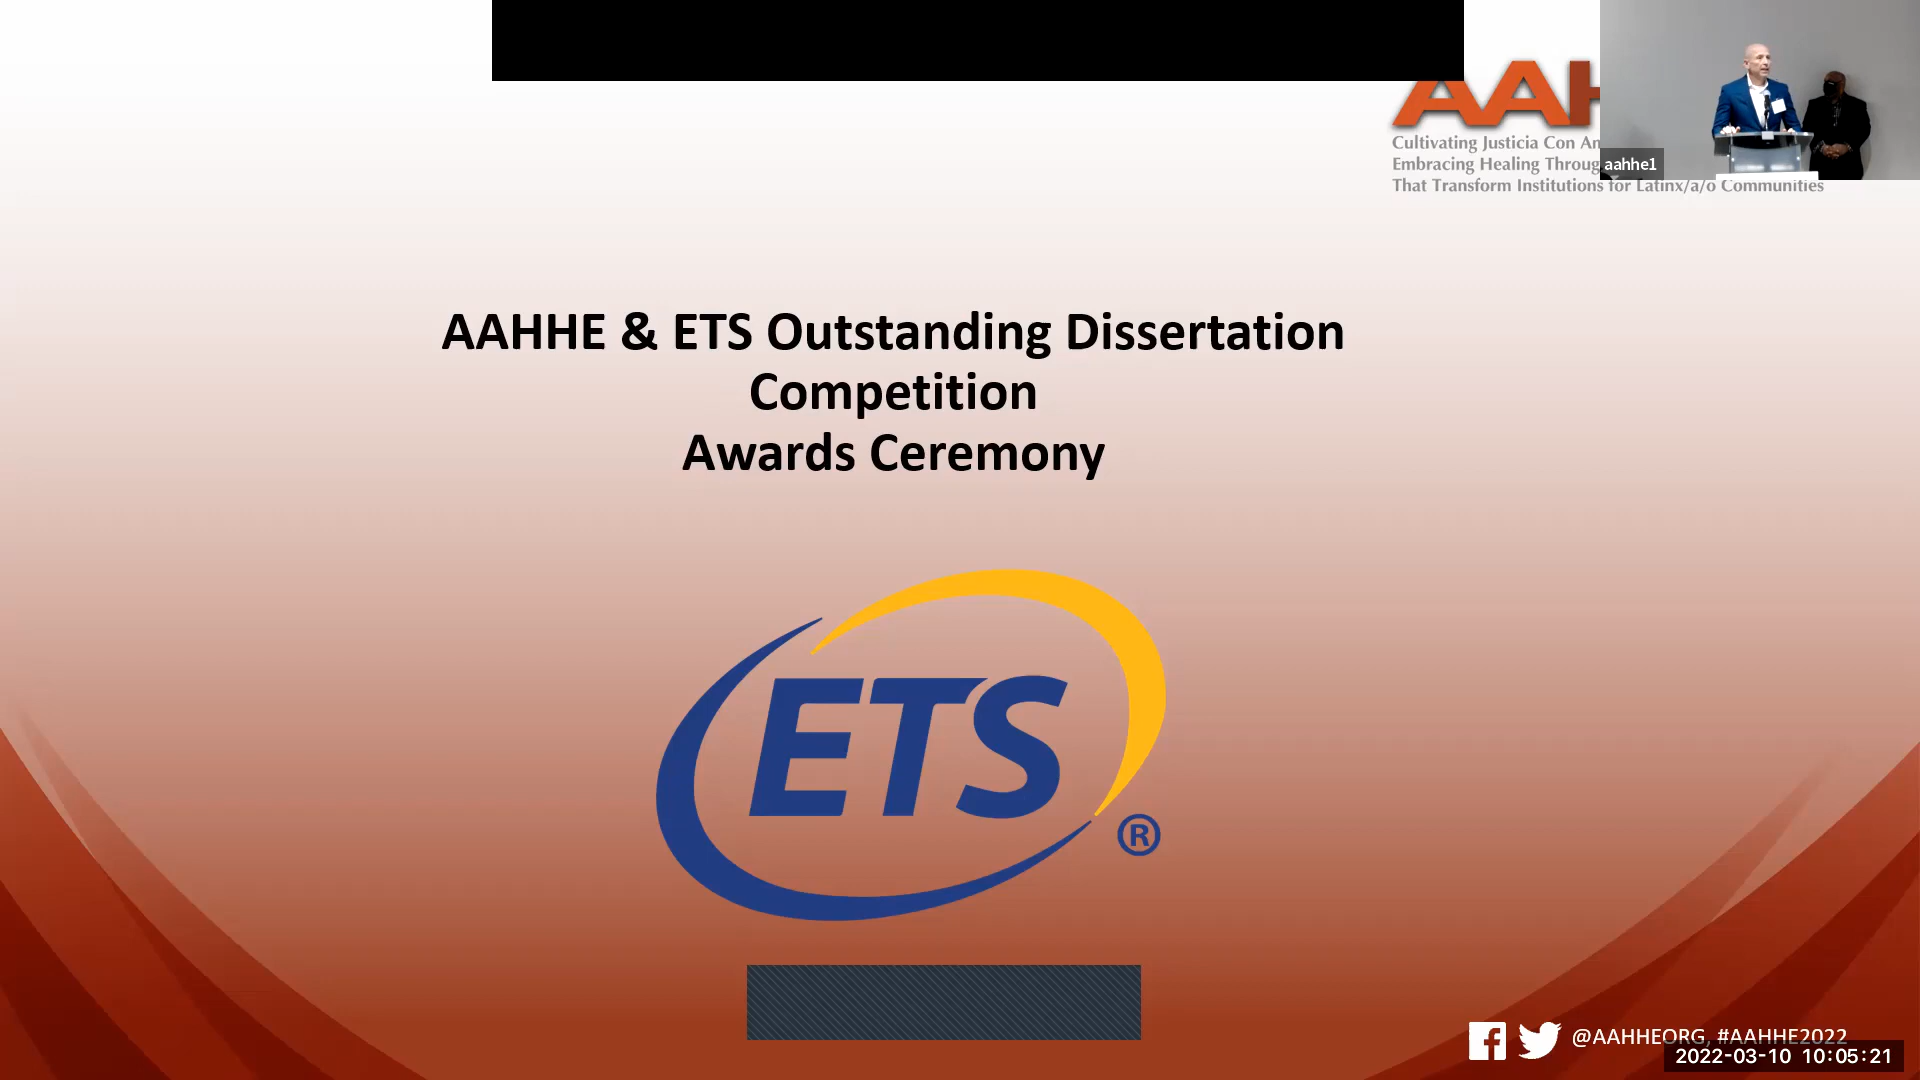 AAH
Cultivating Justicia Con Am
Embracing Healing Throug
aahhe1
That Transform Institutions for Latinx/a/o Communities
AAHHE & ETS Outstanding Dissertation
Competition
Awards Ceremony
ETS®
@AAHHEORG, #AAHHE2022
2022-03-10 10:05:21